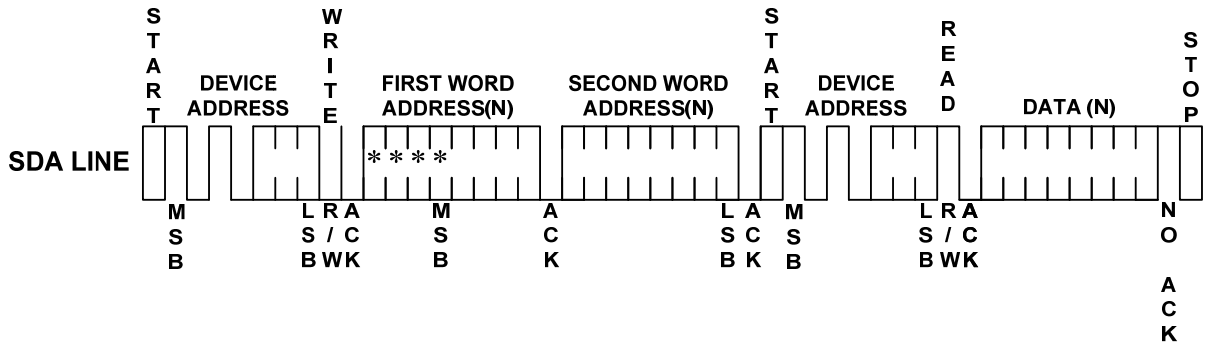 START
WRITE
START
READ
STOP
DEVICE
ADDRESS
FIRST WORD
ADDRESS(N)
SECOND WORD
ADDRESS(N)
DEVICE
ADDRESS
DATA (N)
SDA LINE
* * * *
MSB
LSB
R/W
ACK
MSB
ACK
LSB
ACK
MSB
LSB
R/W
ACK
NO ACK